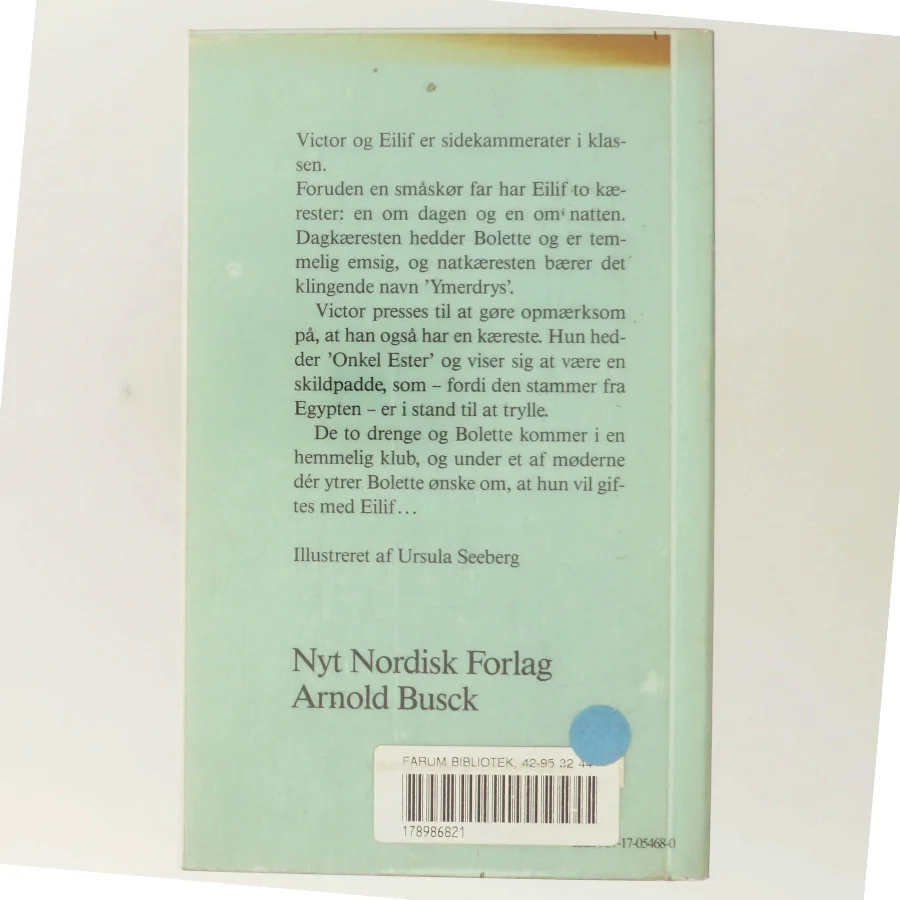 Victor og Eilif er sidekammerater i klas-
sen.
Foruden en småskør far har Eilif to kæ-
rester: en om dagen og en om natten.
Dagkæresten hedder Bolette og er tem-
melig emsig, og natkæresten bærer det
klingende navn 'Ymerdrys'.
Victor presses til at gøre opmærksom
på, at han også har en kæreste. Hun hed-
der 'Onkel Ester' og viser sig at være en
skildpadde, som – fordi den stammer fra
Egypten – er i stand til at trylle.
De to drenge og Bolette kommer i en
hemmelig klub, og under et af møderne
dér ytrer Bolette ønske om, at hun vil gif-
tes med Eilif...
Illustreret af Ursula Seeberg
Nyt Nordisk Forlag
Arnold Busck
FARUM BIBLIOTEK, 42-95 32 44
178986821
-17-05468-0